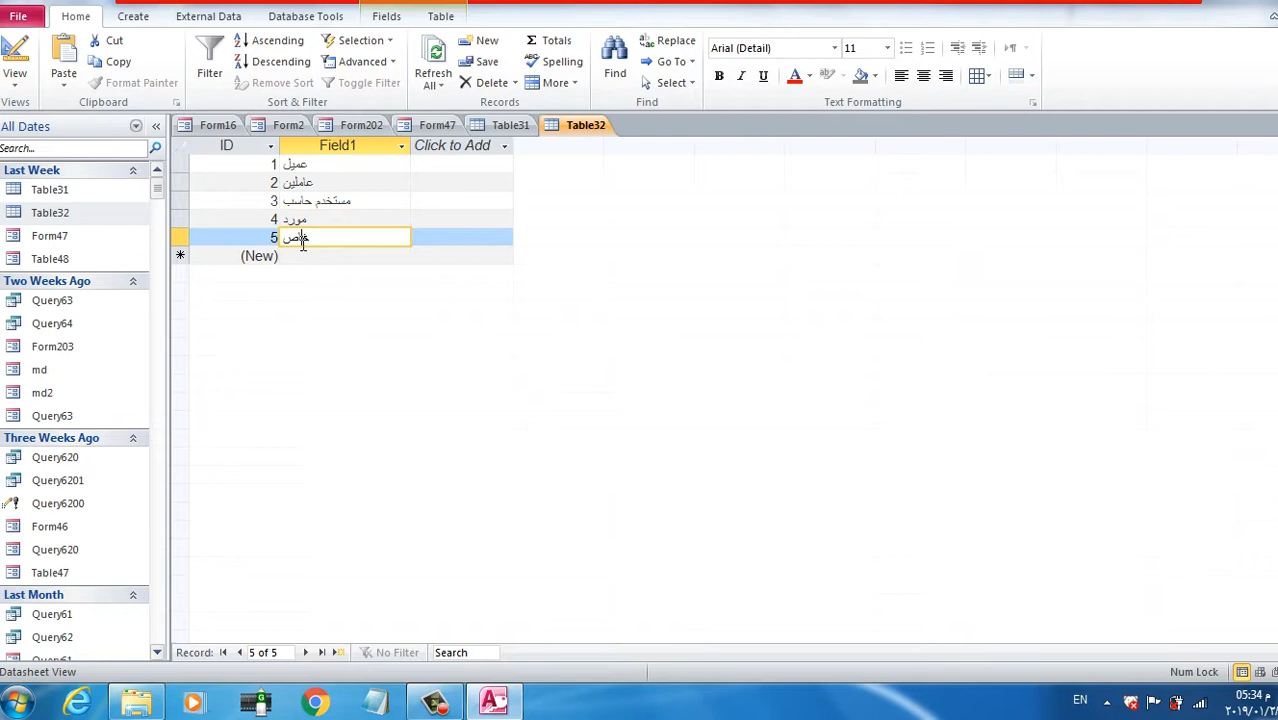 File Home Create External Data Database Tools Fields Table
View
Views
Paste
Cut
Copy
Format Painter
Clipboard
Filter
Ascending
Descending
Remove Sort
Selection
Advanced
Toggle Filter
Sort & Filter
Refresh
All
New
Save
Delete
Totals
Spelling
More
Records
Find
Replace
Go To
Select
Find
Arial (Detail) 11
B I U A
Text Formatting
All Dates
Search...
Last Week
Table31
Table32
Form47
Table48
Two Weeks Ago
Query63
Query64
Form203
md
md2
Query63
Three Weeks Ago
Query620
Query6201
Query6200
Form46
Query620
Table47
Last Month
Query61
Query62
Form16 Form2 Form202 Form47 Table31 Table32
ID Field1 Click to Add
1 عميل
2 عاملين
3 مستخدم حاسب
4 مورد
5 خلاص
(New)
Record: 5 of 5 No Filter Search
Datasheet View Num Lock
EN
05:34 م